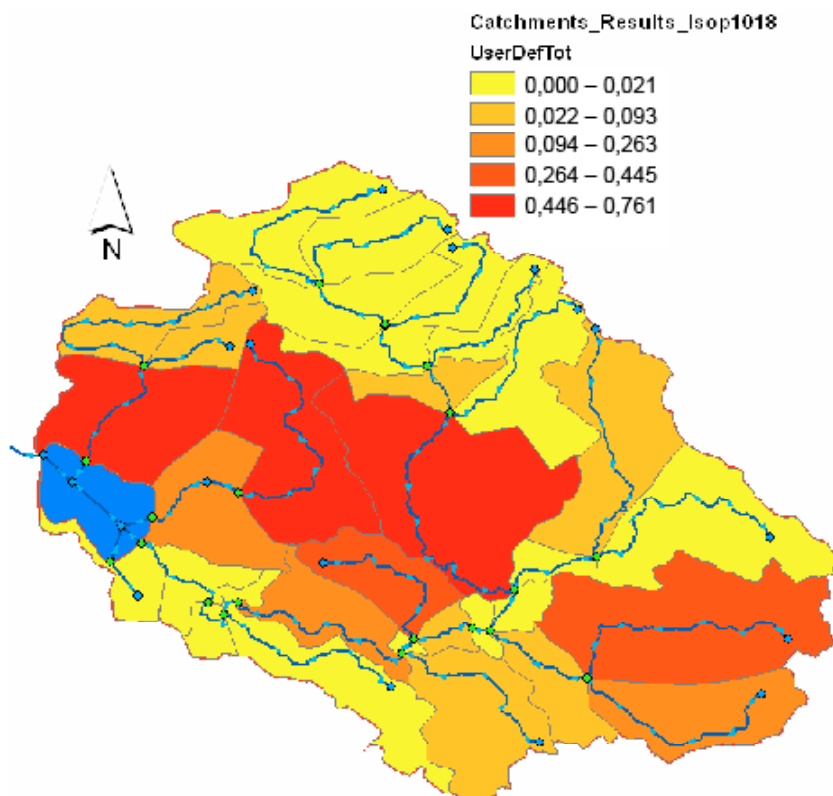 Catchments_Results_Isop1018
UserDefTot
0,000 – 0,021
0,022 – 0,093
0,094 – 0,263
0,264 – 0,445
0,446 – 0,761
N